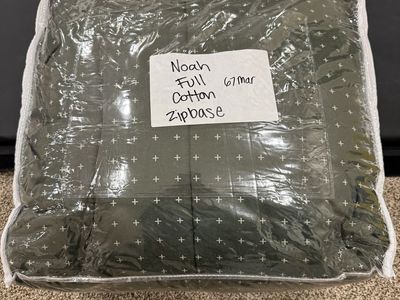 Noah
Full 67mar
Cotton
Zipbase